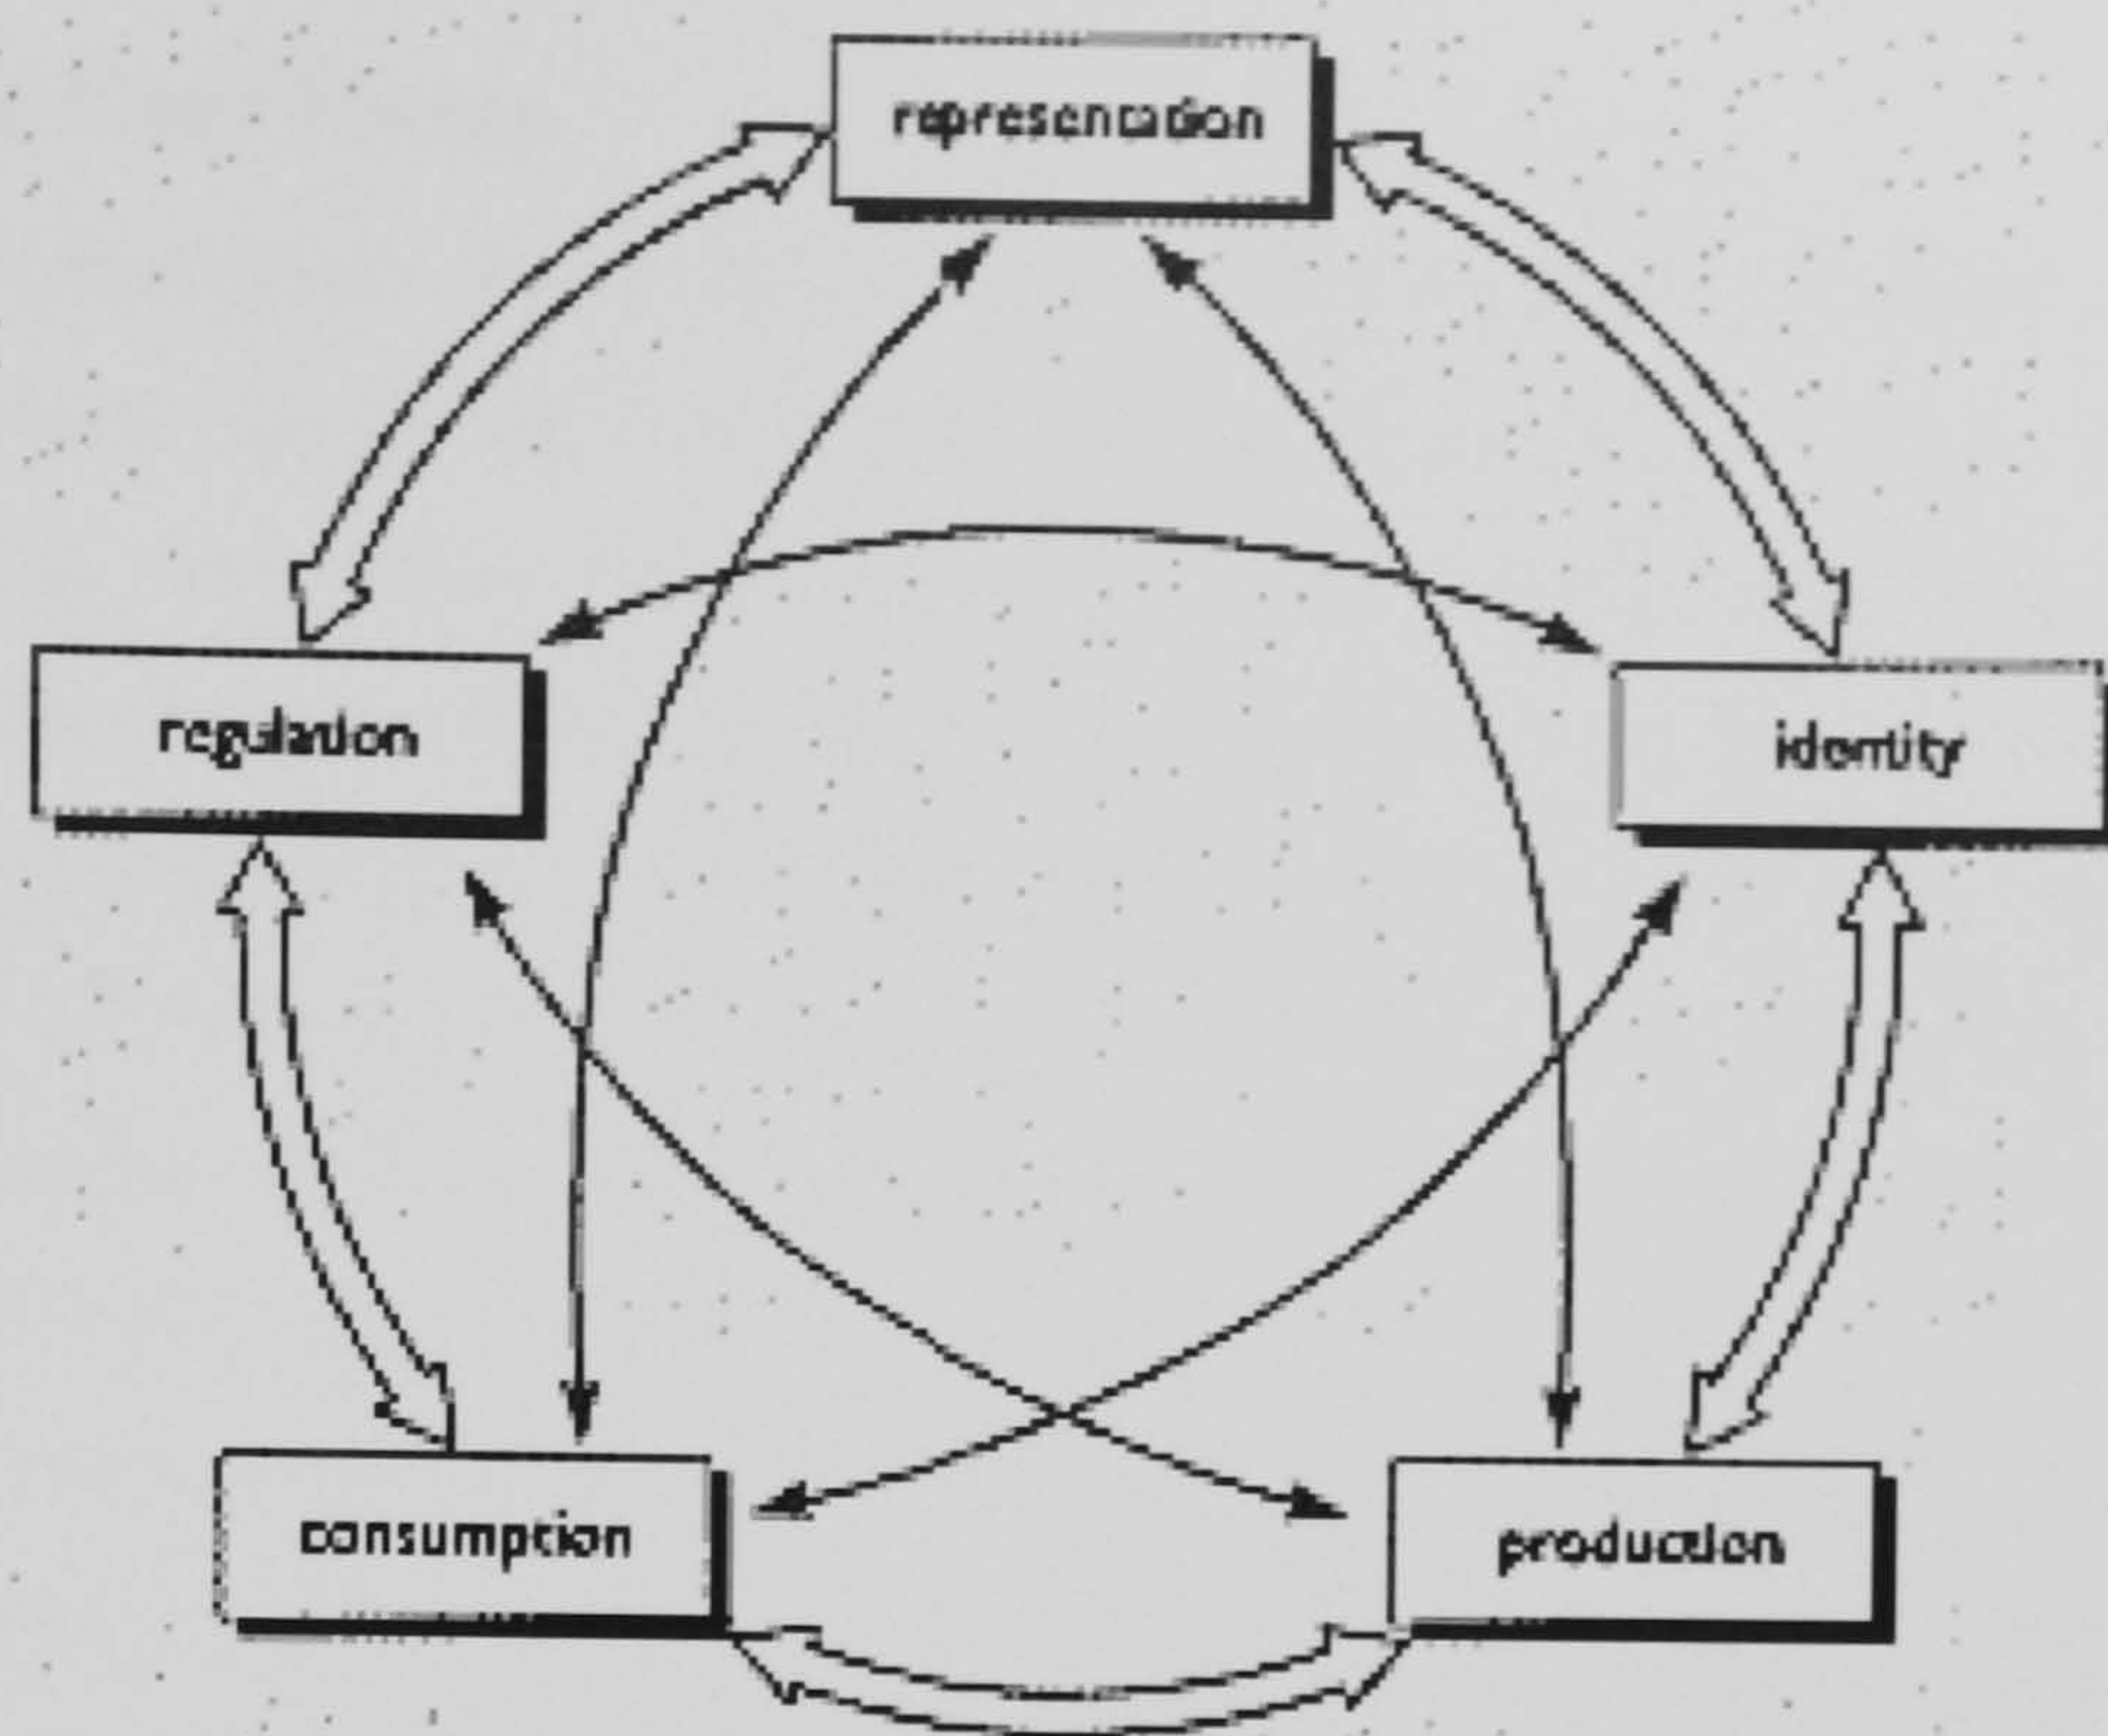 representation
regulation
identity
consumption
production